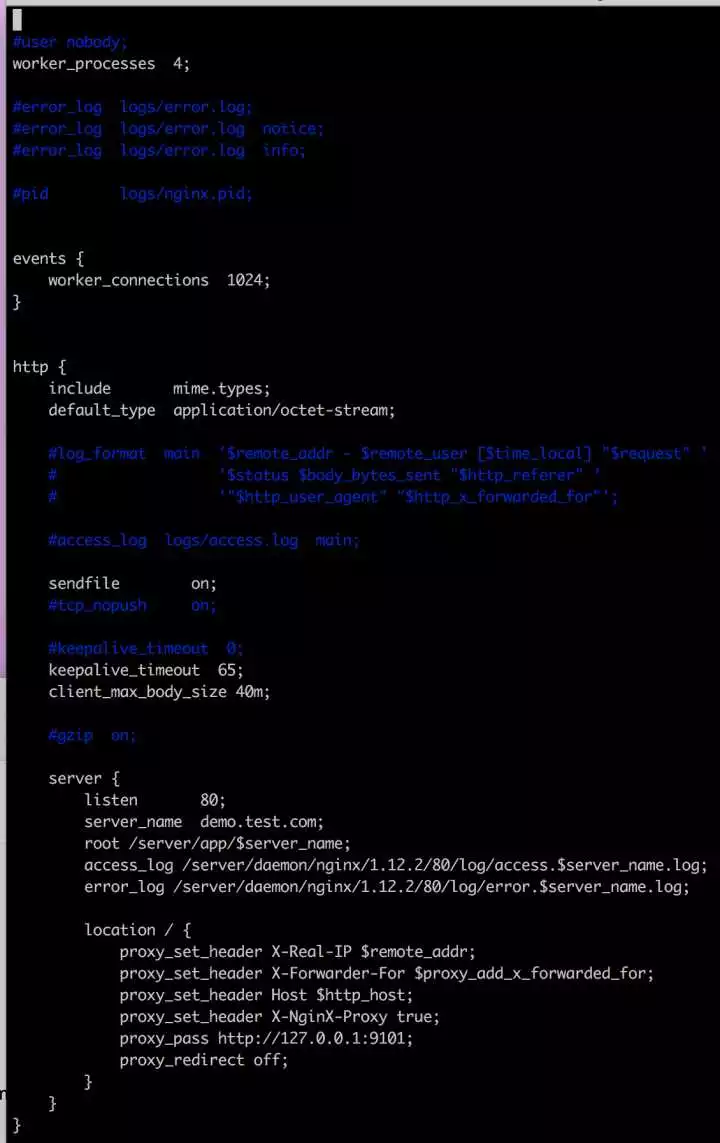 #user nobody;
worker_processes  4;
#error_log  logs/error.log;
#error_log  logs/error.log  notice;
#error_log  logs/error.log  info;
#pid        logs/nginx.pid;
events {
    worker_connections  1024;
}
http {
    include       mime.types;
    default_type  application/octet-stream;
    #log_format  main  '$remote_addr - $remote_user [$time_local] "$request" '
    #                  '$status $body_bytes_sent "$http_referer" '
    #                  '"$http_user_agent" "$http_x_forwarded_for"';
    #access_log  logs/access.log  main;
    sendfile        on;
    #tcp_nopush     on;
    #keepalive_timeout  0;
    keepalive_timeout  65;
    client_max_body_size 40m;
    #gzip  on;
    server {
        listen       80;
        server_name  demo.test.com;
        root /server/app/$server_name;
        access_log /server/daemon/nginx/1.12.2/80/log/access.$server_name.log;
        error_log /server/daemon/nginx/1.12.2/80/log/error.$server_name.log;
        location / {
            proxy_set_header X-Real-IP $remote_addr;
            proxy_set_header X-Forwarder-For $proxy_add_x_forwarded_for;
            proxy_set_header Host $http_host;
            proxy_set_header X-NginX-Proxy true;
            proxy_pass http://127.0.0.1:9101;
            proxy_redirect off;
        }
    }
}